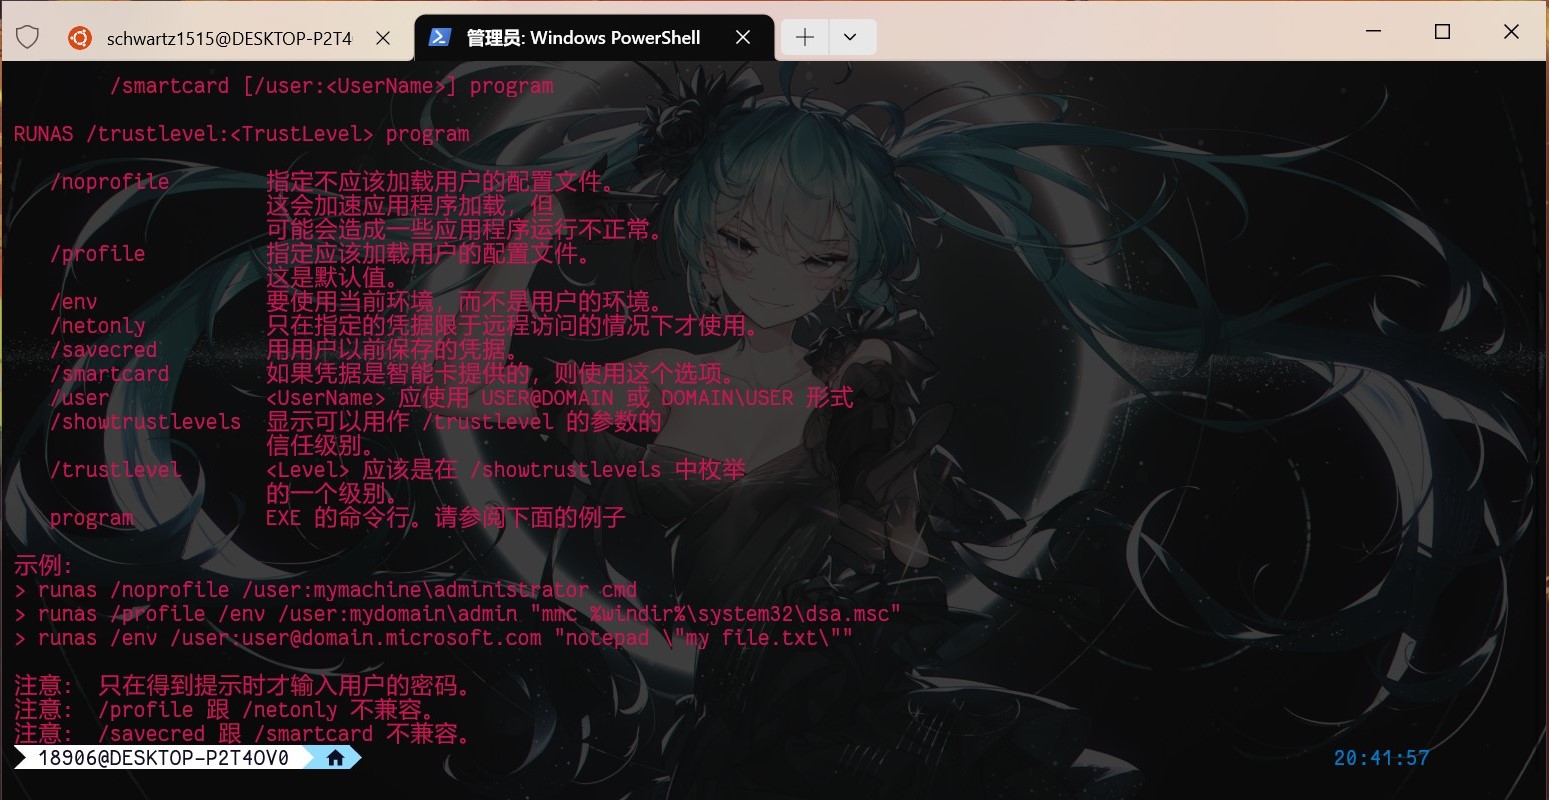 schwartz1515@DESKTOP-P2T4
管理员: Windows PowerShell
/smartcard [/user:<UserName>] program
RUNAS /trustlevel:<TrustLevel> program
/noprofile 指定不应该加载用户的配置文件。
这会加速应用程序加载，但
可能会造成一些应用程序运行不正常。
/profile 指定应该加载用户的配置文件。
这是默认值。
/env 要使用当前环境，而不是用户的环境。
/netonly 只在指定的凭据限于远程访问的情况下才使用。
/savecred 用用户以前保存的凭据。
/smartcard 如果凭据是智能卡提供的，则使用这个选项。
/user <UserName> 应使用 USER@DOMAIN 或 DOMAIN\USER 形式
/showtrustlevels 显示可以用作 /trustlevel 的参数的
信任级别。
/trustlevel <Level> 应该是在 /showtrustlevels 中枚举
的一个级别。
program EXE 的命令行。请参阅下面的例子
示例:
> runas /noprofile /user:mymachine\administrator cmd
> runas /profile /env /user:mydomain\admin "mmc %windir%\system32\dsa.msc"
> runas /env /user:user@domain.microsoft.com "notepad \"my file.txt\""
注意: 只在得到提示时才输入用户的密码。
注意: /profile 跟 /netonly 不兼容。
注意: /savecred 跟 /smartcard 不兼容。
18906@DESKTOP-P2T4OV0 20:41:57